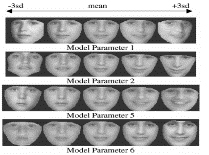 -3sd mean +3sd
Model Parameter 1
Model Parameter 2
Model Parameter 5
Model Parameter 6